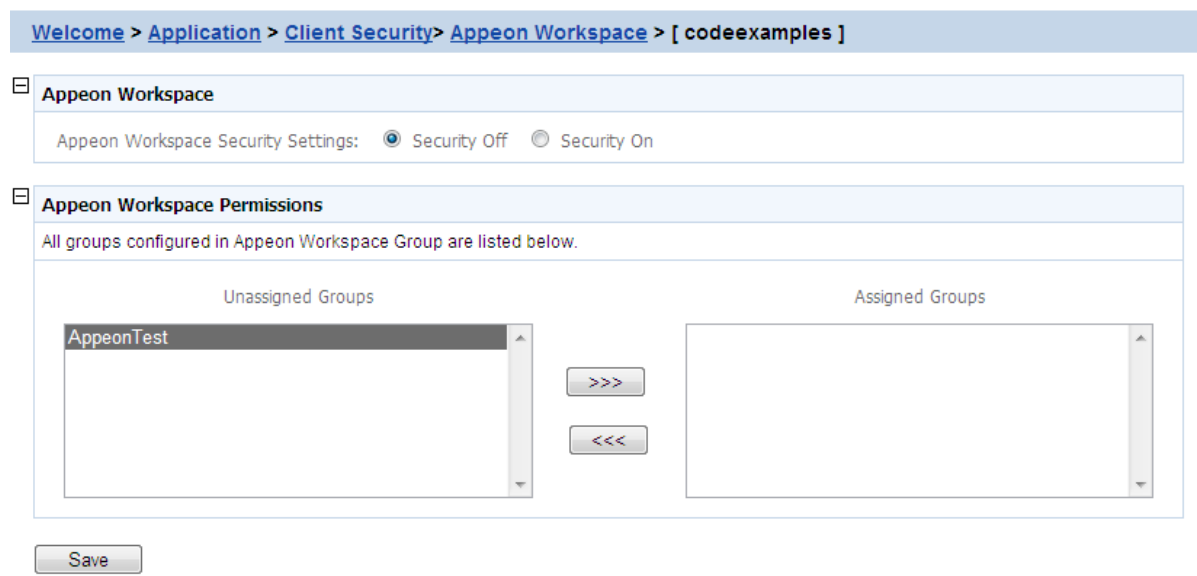 Welcome > Application > Client Security> Appeon Workspace > [ codeexamples ]
Appeon Workspace
Appeon Workspace Security Settings: Security Off Security On
Appeon Workspace Permissions
All groups configured in Appeon Workspace Group are listed below.
Unassigned Groups Assigned Groups
AppeonTest
>>>
<<<
Save